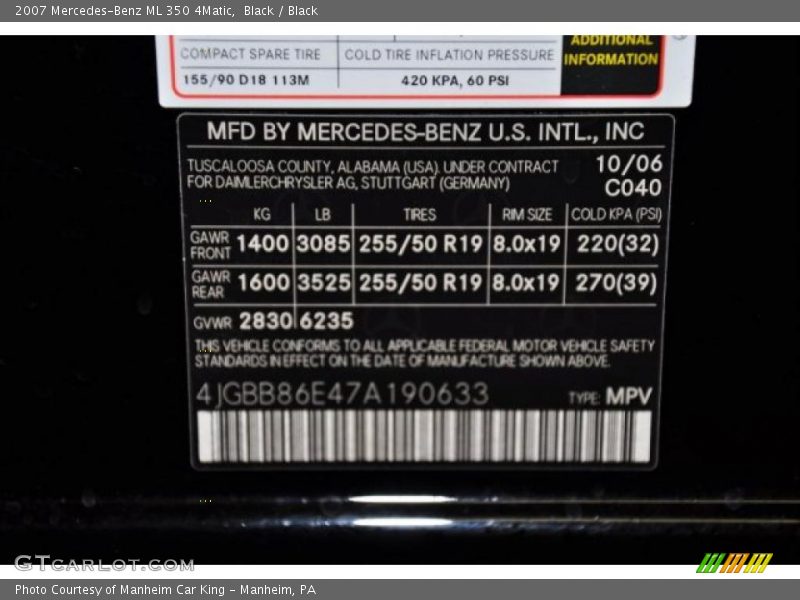 2007 Mercedes-Benz ML 350 4Matic, Black / Black
COMPACT SPARE TIRE COLD TIRE INFLATION PRESSURE ADDITIONAL INFORMATION
155/90 D18 113M 420 KPA, 60 PSI
MFD BY MERCEDES-BENZ U.S. INTL., INC
TUSCALOOSA COUNTY, ALABAMA (USA). UNDER CONTRACT 10/06
FOR DAIMLERCHRYSLER AG, STUTTGART (GERMANY) C040
KG LB TIRES RIM SIZE COLD KPA (PSI)
GAWR FRONT 1400 3085 255/50 R19 8.0x19 220(32)
GAWR REAR 1600 3525 255/50 R19 8.0x19 270(39)
GVWR 2830 6235
THIS VEHICLE CONFORMS TO ALL APPLICABLE FEDERAL MOTOR VEHICLE SAFETY
STANDARDS IN EFFECT ON THE DATE OF MANUFACTURE SHOWN ABOVE.
4JGBB86E47A190633 TYPE: MPV
GTCARLOT.COM
Photo Courtesy of Manheim Car King - Manheim, PA